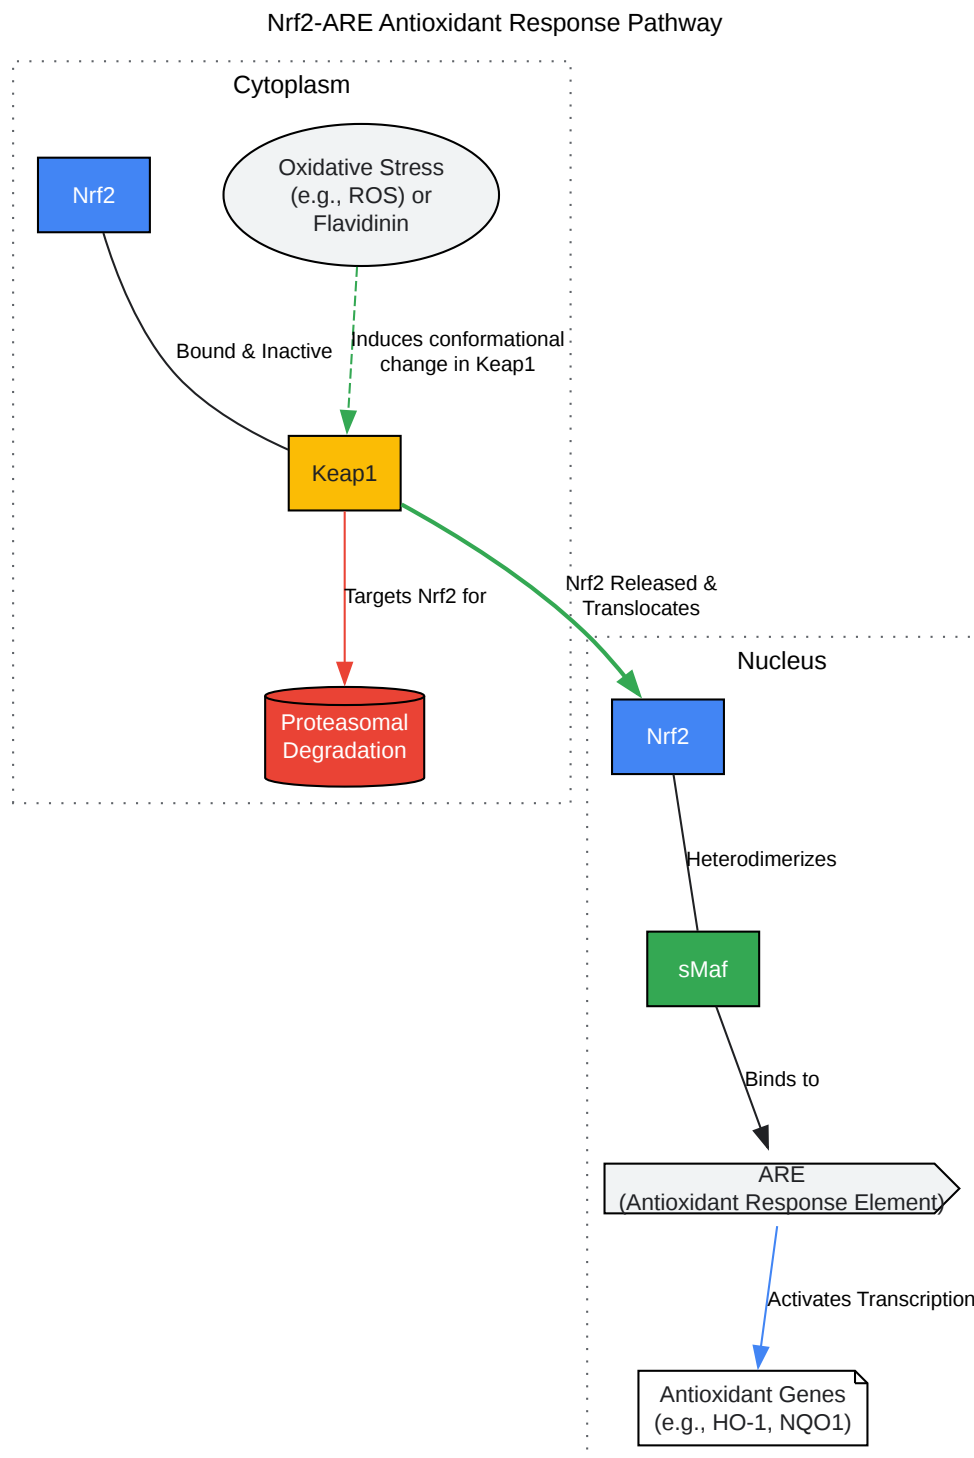 Nrf2-ARE Antioxidant Response Pathway
Cytoplasm
Nrf2
Oxidative Stress
(e.g., ROS) or
Flavidinin
Bound & Inactive
Induces conformational
change in Keap1
Keap1
Targets Nrf2 for
Nrf2 Released &
Translocates
Proteasomal
Degradation
Nucleus
Nrf2
Heterodimerizes
sMaf
Binds to
ARE
(Antioxidant Response Element)
Activates Transcription
Antioxidant Genes
(e.g., HO-1, NQO1)